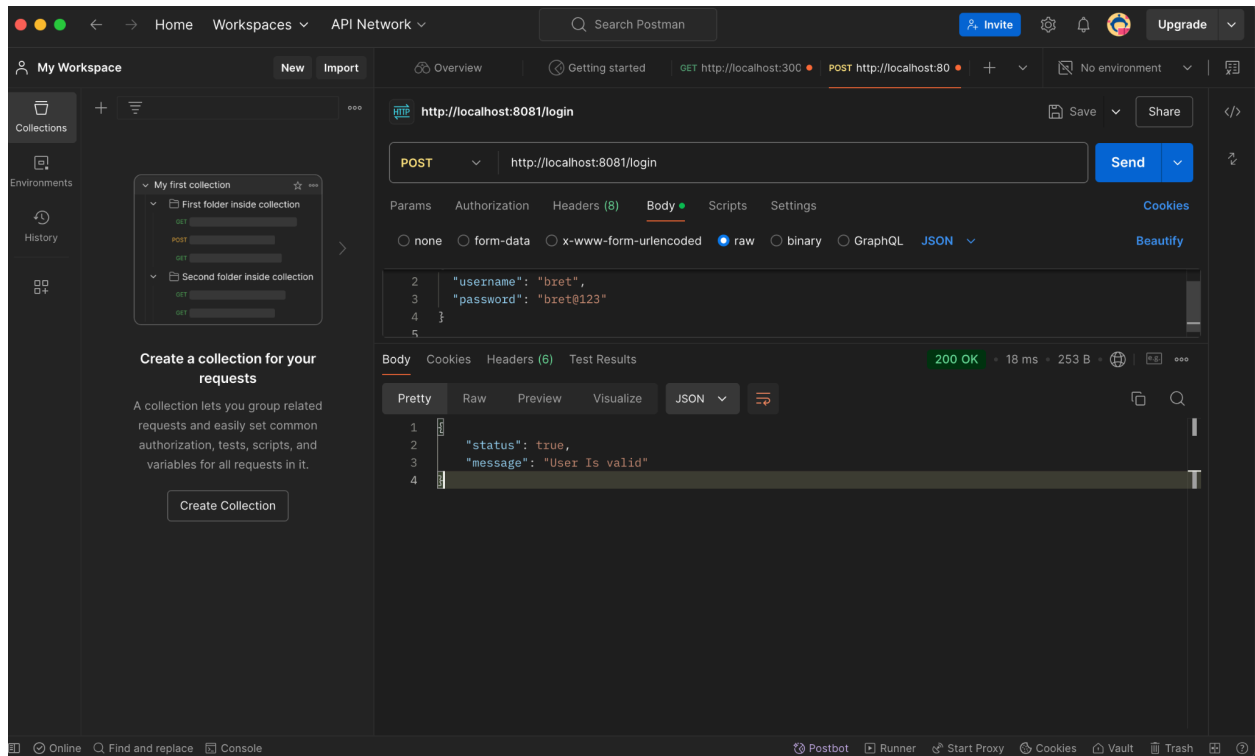 Home Workspaces API Network Search Postman Invite Upgrade
My Workspace New Import Overview Getting started GET http://localhost:300 POST http://localhost:80 No environment
Collections
Environments
History
My first collection
First folder inside collection
GET
POST
GET
Second folder inside collection
GET
GET
Create a collection for your
requests
A collection lets you group related
requests and easily set common
authorization, tests, scripts, and
variables for all requests in it.
Create Collection
HTTP http://localhost:8081/login Save Share
POST http://localhost:8081/login Send
Params Authorization Headers (8) Body Scripts Settings Cookies
none form-data x-www-form-urlencoded raw binary GraphQL JSON Beautify
2 "username": "bret",
3 "password": "bret@123"
4 }
5
Body Cookies Headers (6) Test Results 200 OK 18 ms 253 B
Pretty Raw Preview Visualize JSON
1 {
2 "status": true,
3 "message": "User Is valid"
4 }
Online Find and replace Console Postbot Runner Start Proxy Cookies Vault Trash